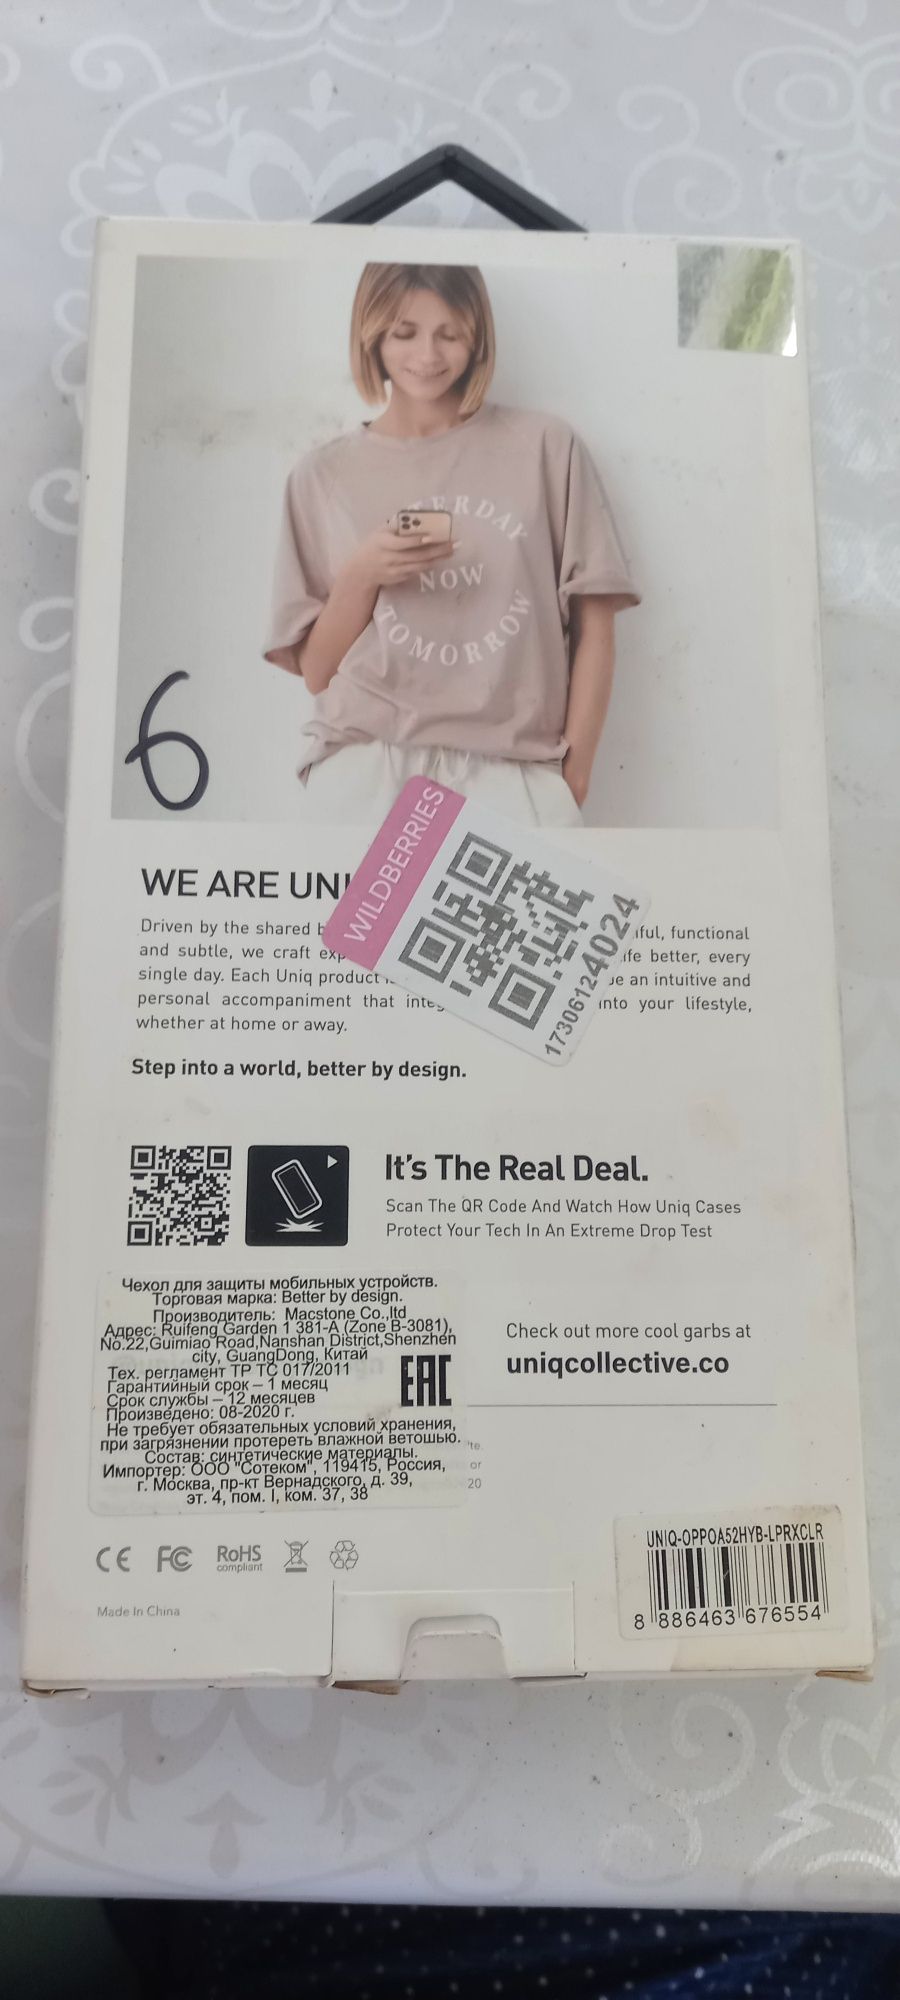 TERDAY
NOW
TOMORROW
6
WILDBERRIES
17306124024
WE ARE UNI
Driven by the shared b iful, functional
and subtle, we craft exp ife better, every
single day. Each Uniq product be an intuitive and
personal accompaniment that inte into your lifestyle,
whether at home or away.
Step into a world, better by design.
It's The Real Deal.
Scan The QR Code And Watch How Uniq Cases
Protect Your Tech In An Extreme Drop Test
Чехол для защиты мобильных устройств.
Торговая марка: Better by design.
Производитель: Macstone Co.,ltd
Адрес: Ruifeng Garden 1 381-A (Zone B-3081),
No.22,Guimiao Road,Nanshan District,Shenzhen
city, GuangDong, Китай
Тех. регламент ТР ТС 017/2011
Гарантийный срок – 1 месяц
Срок службы – 12 месяцев
Произведено: 08-2020 г.
Не требует обязательных условий хранения,
при загрязнении протереть влажной ветошью.
Состав: синтетические материалы.
Импортер: ООО "Сотеком", 119415, Россия,
г. Москва, пр-кт Вернадского, д. 39,
эт. 4, пом. I, ком. 37, 38
EAC
te.
or
20
Check out more cool garbs at
uniqcollective.co
CE FC RoHS
compliant
Made In China
UNIQ-OPPOA52HYB-LPRXCLR
8 886463 676554